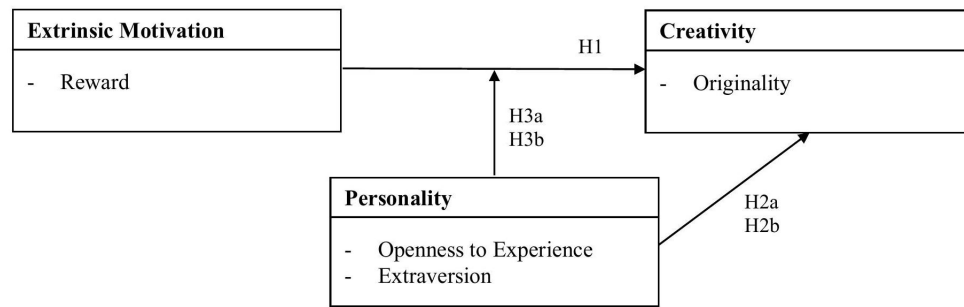 Extrinsic Motivation
- Reward
H1
Creativity
- Originality
H3a
H3b
Personality
- Openness to Experience
- Extraversion
H2a
H2b